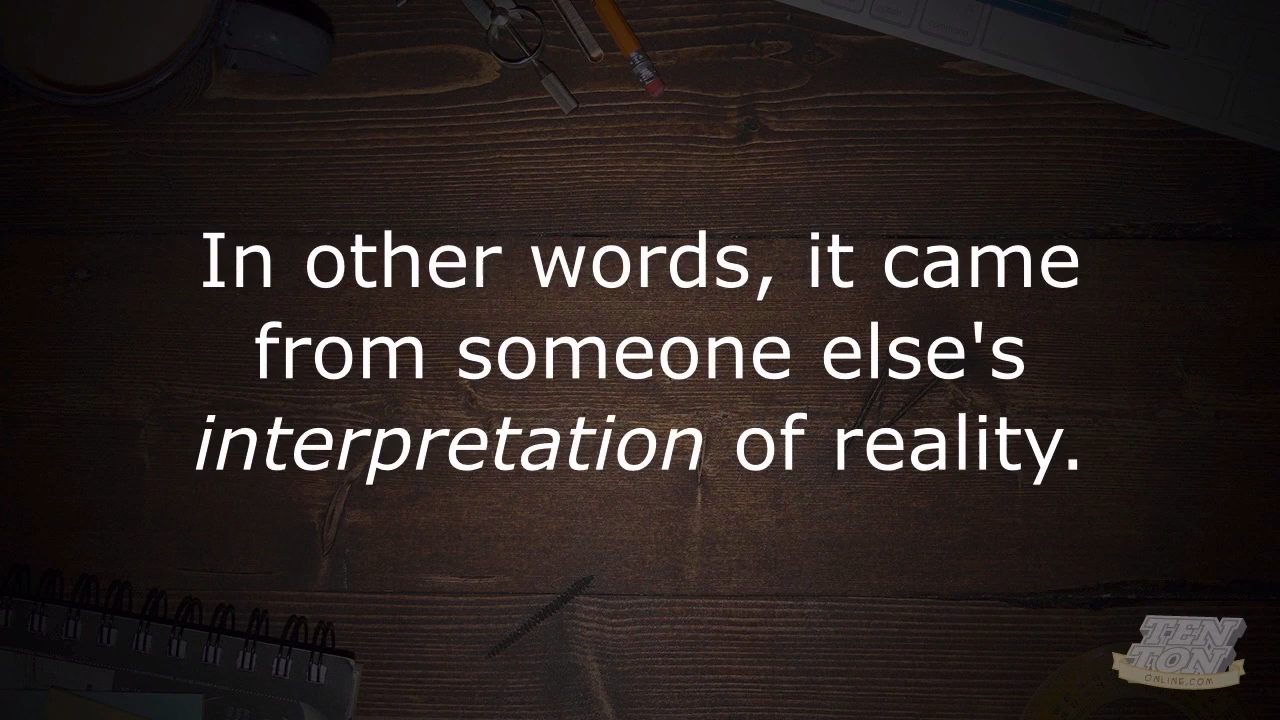 In other words, it came
from someone else's
interpretation of reality.
TEN
TON
ONLINE.COM